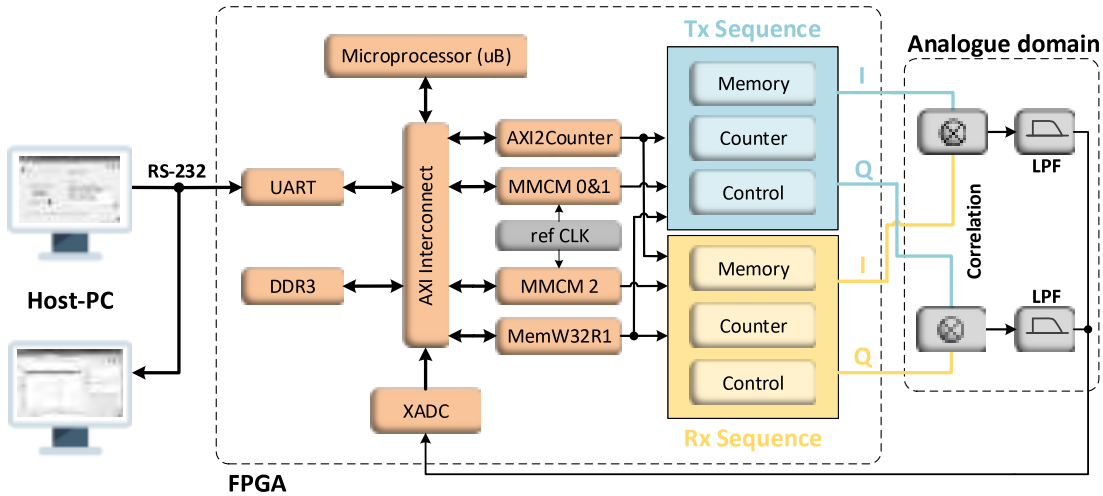 Tx Sequence
Analogue domain
Microprocessor (uB)
Memory
I
AXI2Counter
Counter
LPF
RS-232
UART
MMCM 0&1
Q
Control
AXI Interconnect
ref CLK
Correlation
Memory
I
DDR3
MMCM 2
Host-PC
LPF
MemW32R1
Counter
Q
XADC
Control
Rx Sequence
FPGA